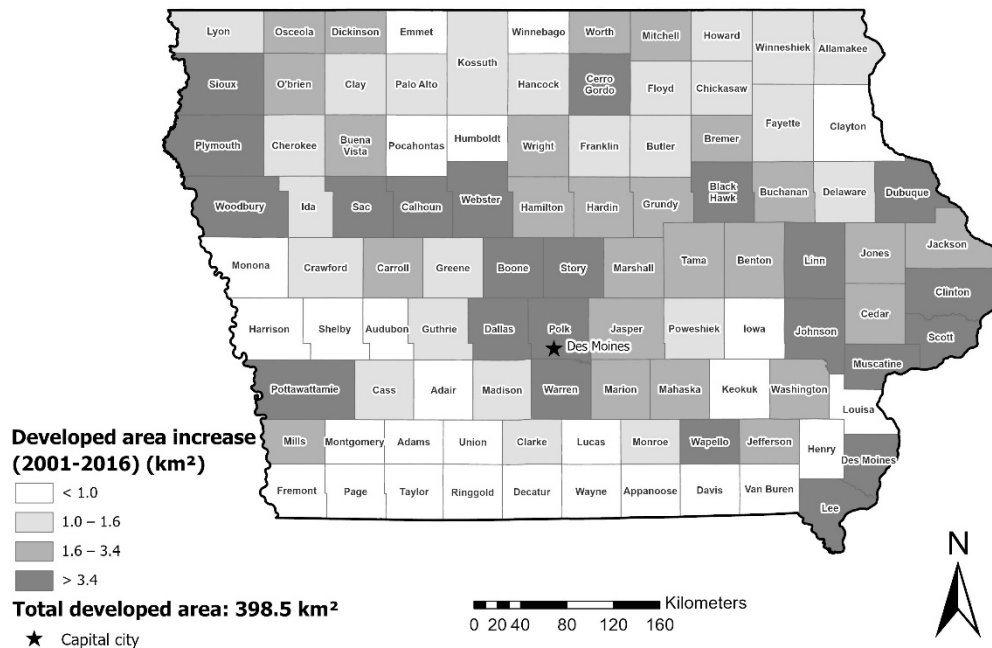 Lyon
Osceola
Dickinson
Emmet
Winnebago
Worth
Mitchell
Howard
Winneshiek
Allamakee
Kossuth
Sioux
O'brien
Clay
Palo Alto
Hancock
Cerro
Gordo
Floyd
Chickasaw
Fayette
Clayton
Plymouth
Cherokee
Buena
Vista
Pocahontas
Humboldt
Wright
Franklin
Butler
Bremer
Woodbury
Ida
Sac
Calhoun
Webster
Hamilton
Hardin
Grundy
Black
Hawk
Buchanan
Delaware
Dubuque
Monona
Crawford
Carroll
Greene
Boone
Story
Marshall
Tama
Benton
Linn
Jones
Jackson
Clinton
Harrison
Shelby
Audubon
Guthrie
Dallas
Polk
Des Moines
Jasper
Poweshiek
Iowa
Johnson
Cedar
Scott
Muscatine
Pottawattamie
Cass
Adair
Madison
Warren
Marion
Mahaska
Keokuk
Washington
Louisa
Mills
Montgomery
Adams
Union
Clarke
Lucas
Monroe
Wapello
Jefferson
Henry
Des Moines
Fremont
Page
Taylor
Ringgold
Decatur
Wayne
Appanoose
Davis
Van Buren
Lee
Developed area increase
(2001-2016) (km²)
< 1.0
1.0 – 1.6
1.6 – 3.4
> 3.4
Total developed area: 398.5 km²
Capital city
Kilometers
0 20 40 80 120 160
N